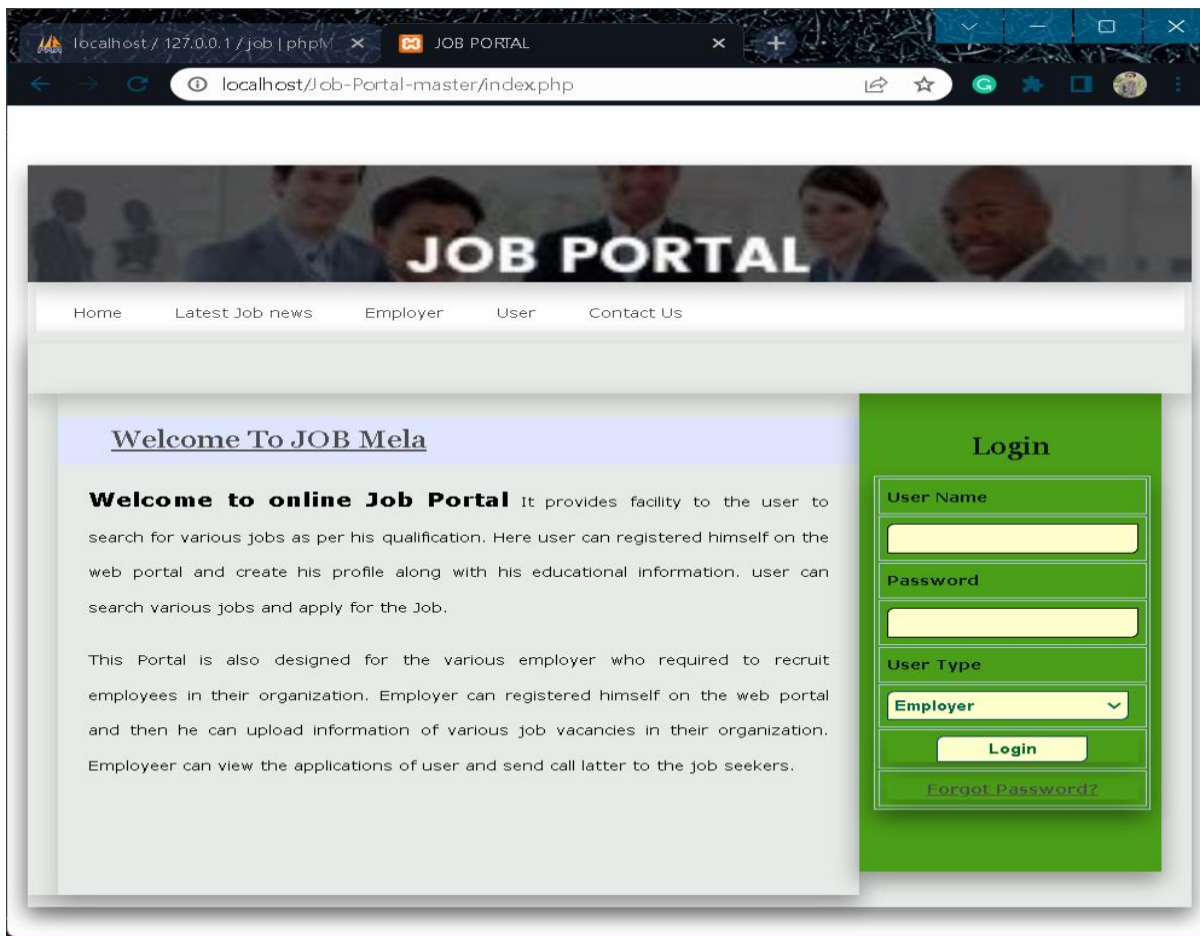 localhost / 127.0.0.1 / job | phpM
JOB PORTAL
localhost/Job-Portal-master/index.php
JOB PORTAL
Home Latest Job news Employer User Contact Us
Welcome To JOB Mela
Welcome to online Job Portal It provides facility to the user to
search for various jobs as per his qualification. Here user can registered himself on the
web portal and create his profile along with his educational information. user can
search various jobs and apply for the Job.
This Portal is also designed for the various employer who required to recruit
employees in their organization. Employer can registered himself on the web portal
and then he can upload information of various job vacancies in their organization.
Employeer can view the applications of user and send call latter to the job seekers.
Login
User Name
Password
User Type
Employer
Login
Forgot Password?